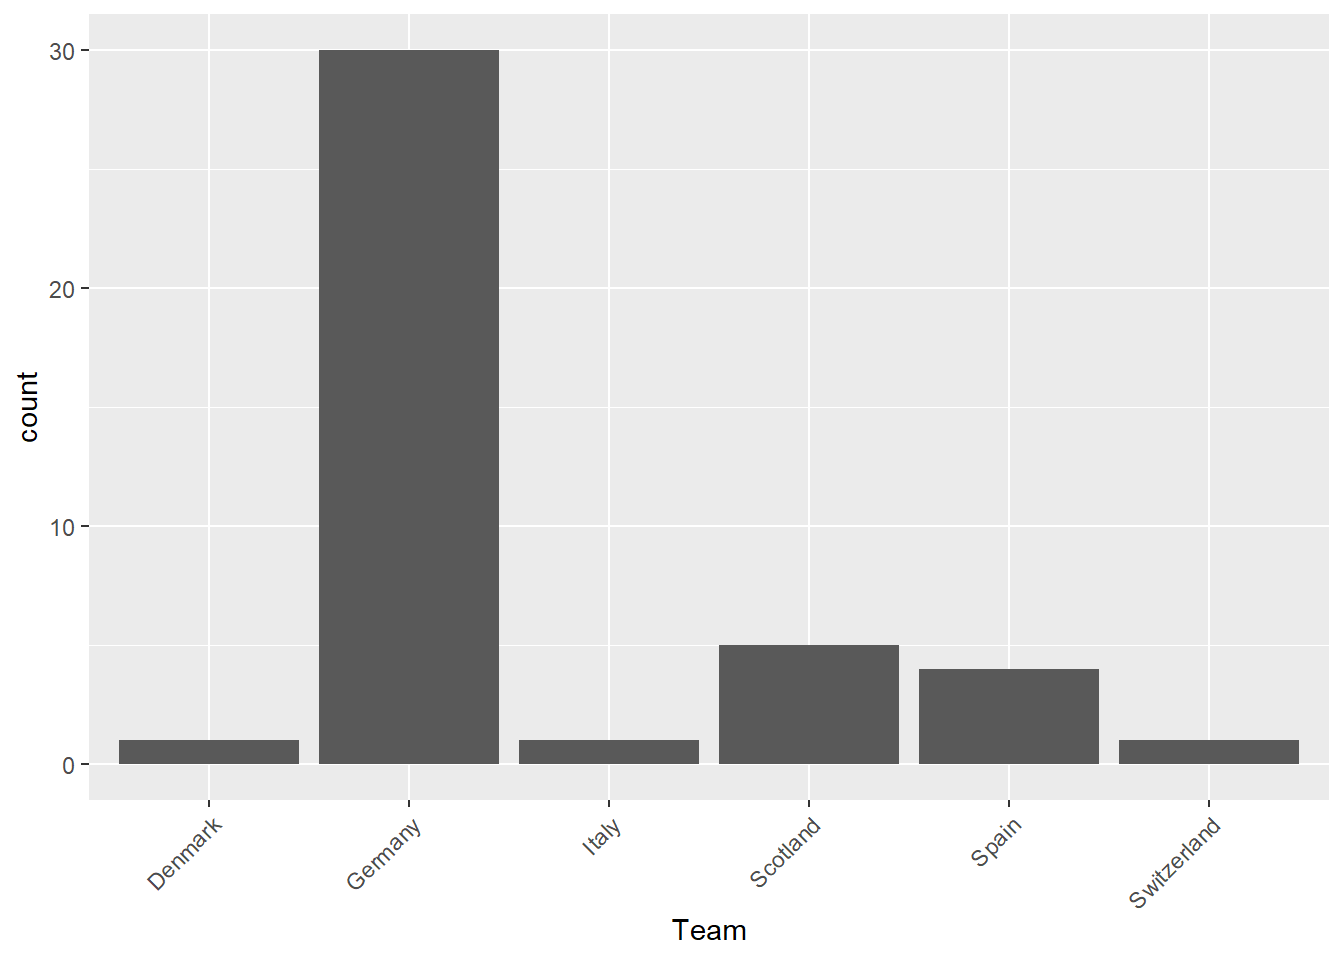 30
20
10
0
count
Denmark
Germany
Italy
Scotland
Spain
Switzerland
Team